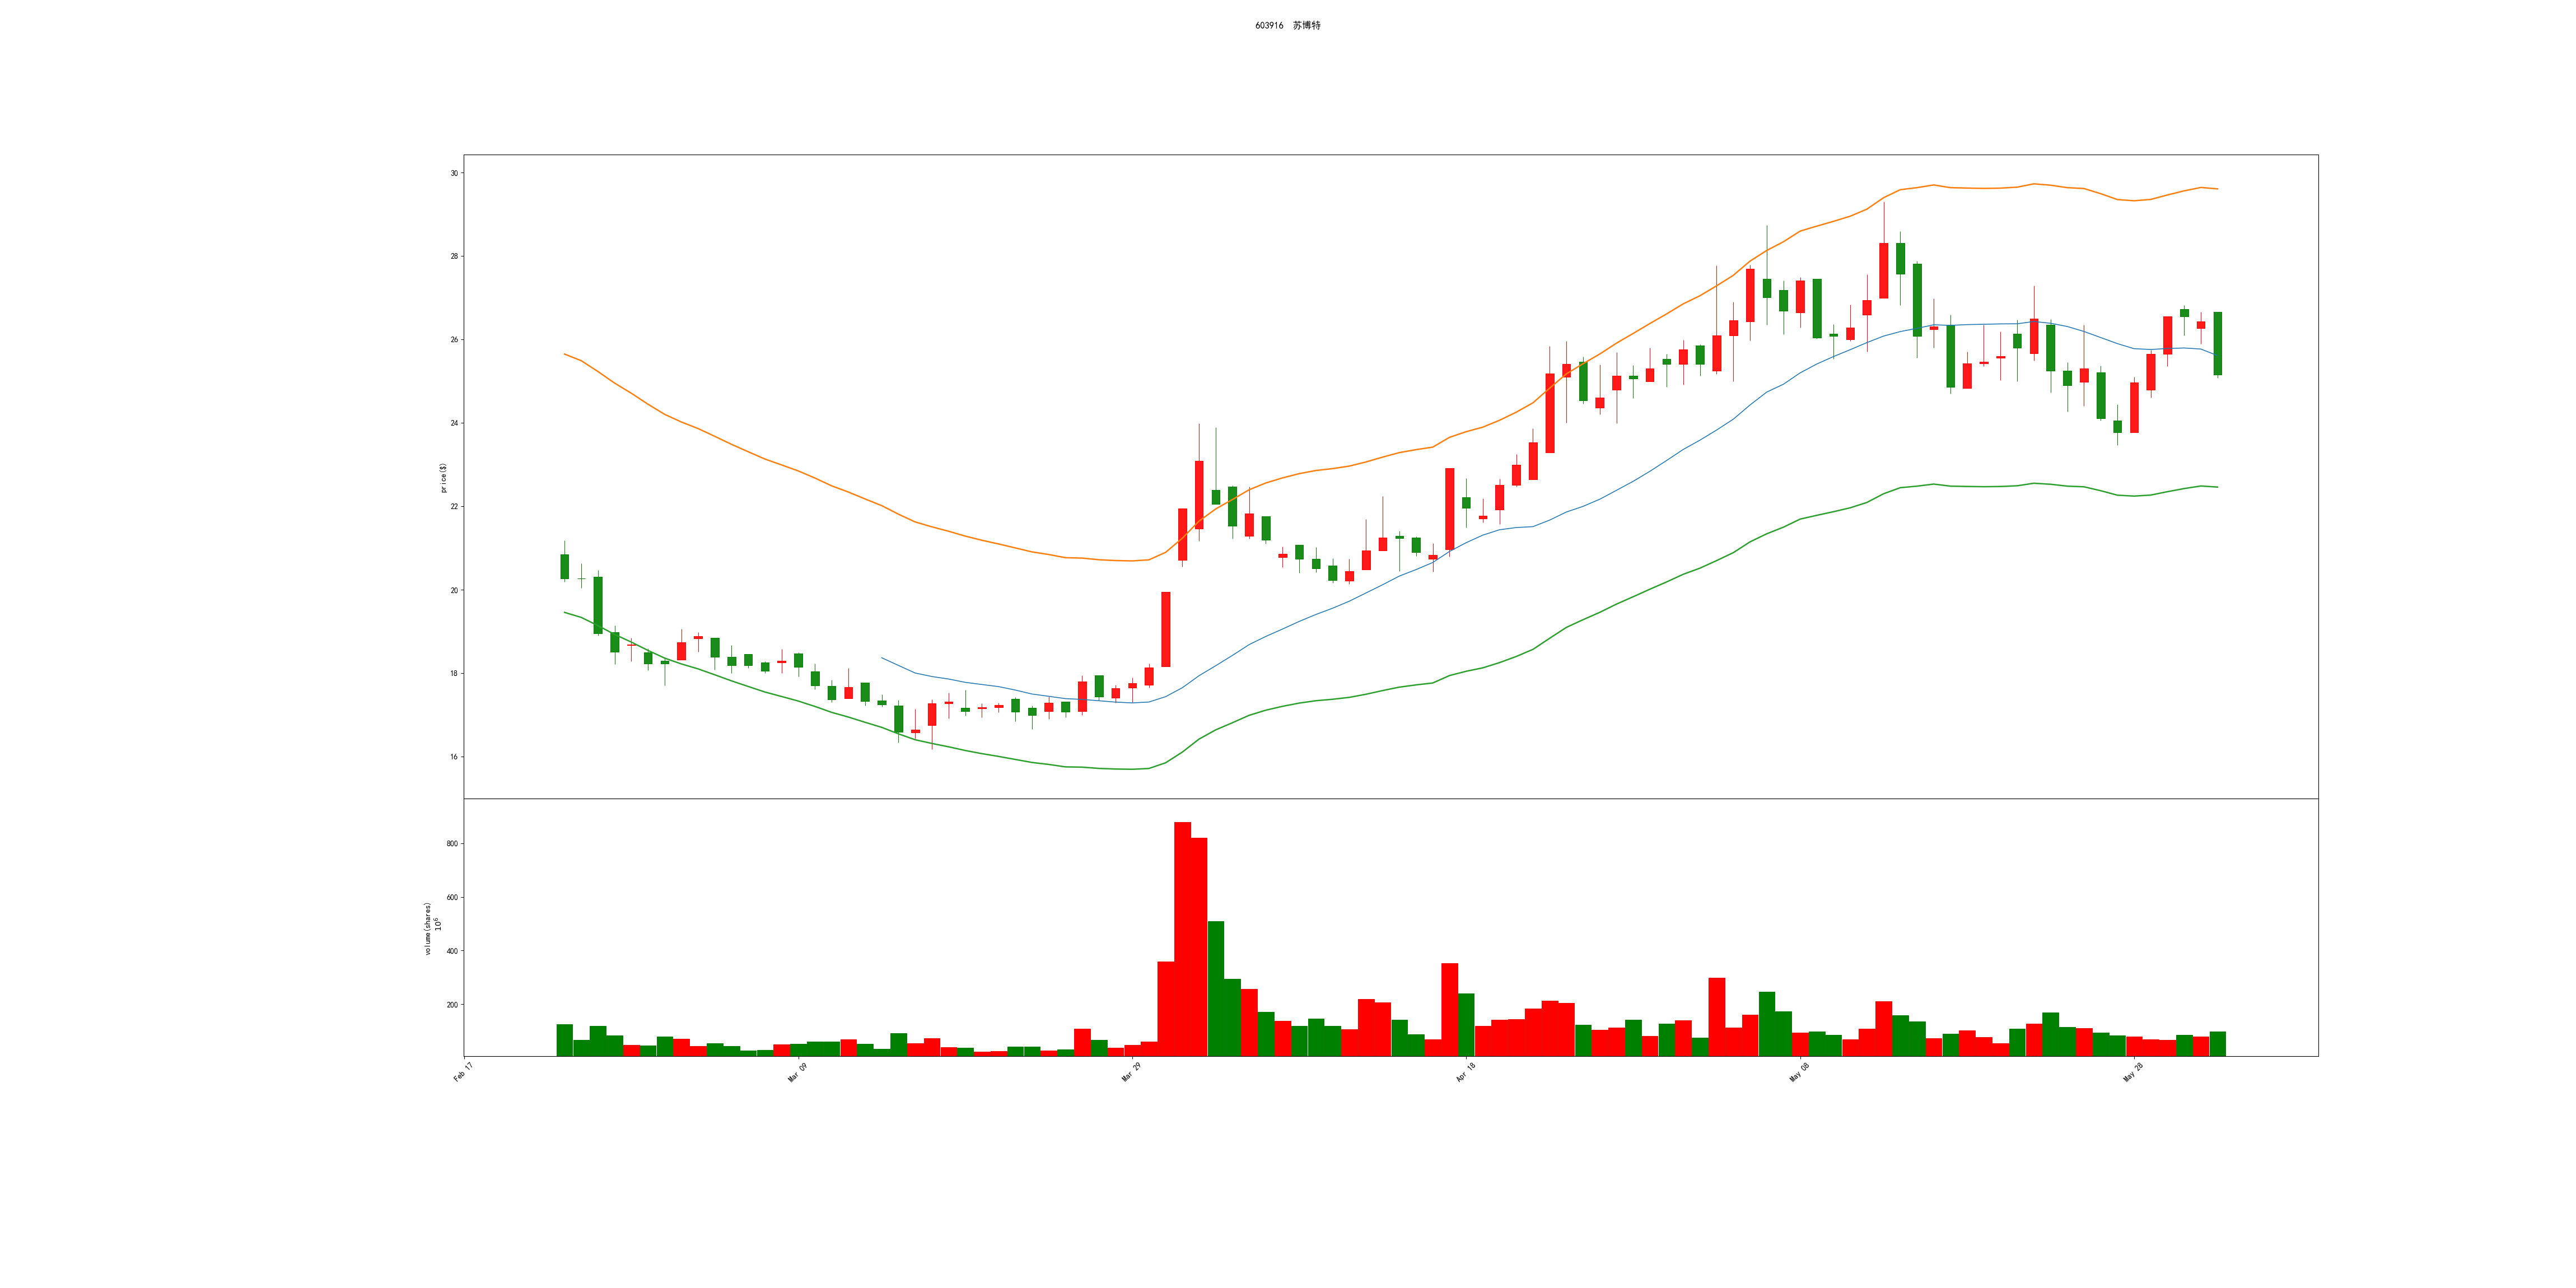 603916 苏博特
price($)
30
28
26
24
22
20
18
16
volume(shares)
10^6
800
600
400
200
Feb 17
Mar 09
Mar 29
Apr 18
May 08
May 28